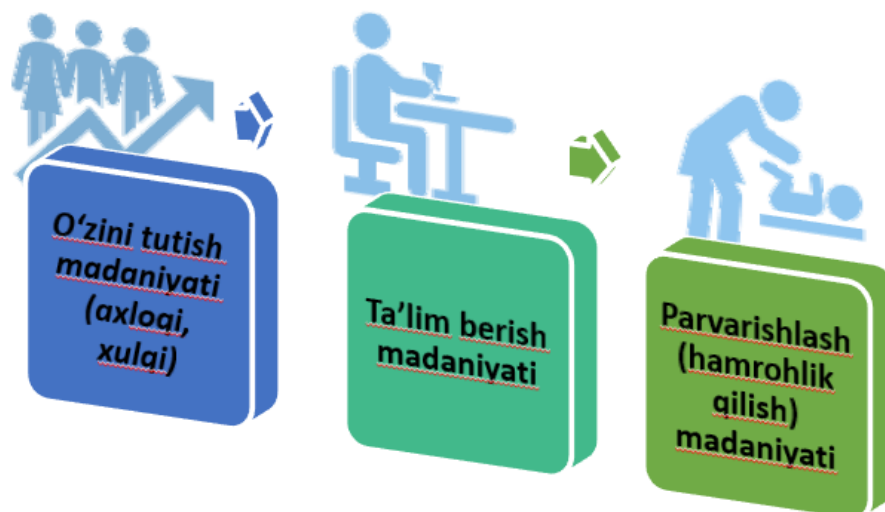 O‘zini tutish
madaniyati
(axloqi,
xulqi)
Ta’lim berish
madaniyati
Parvarishlash
(hamrohlik
qilish)
madaniyati